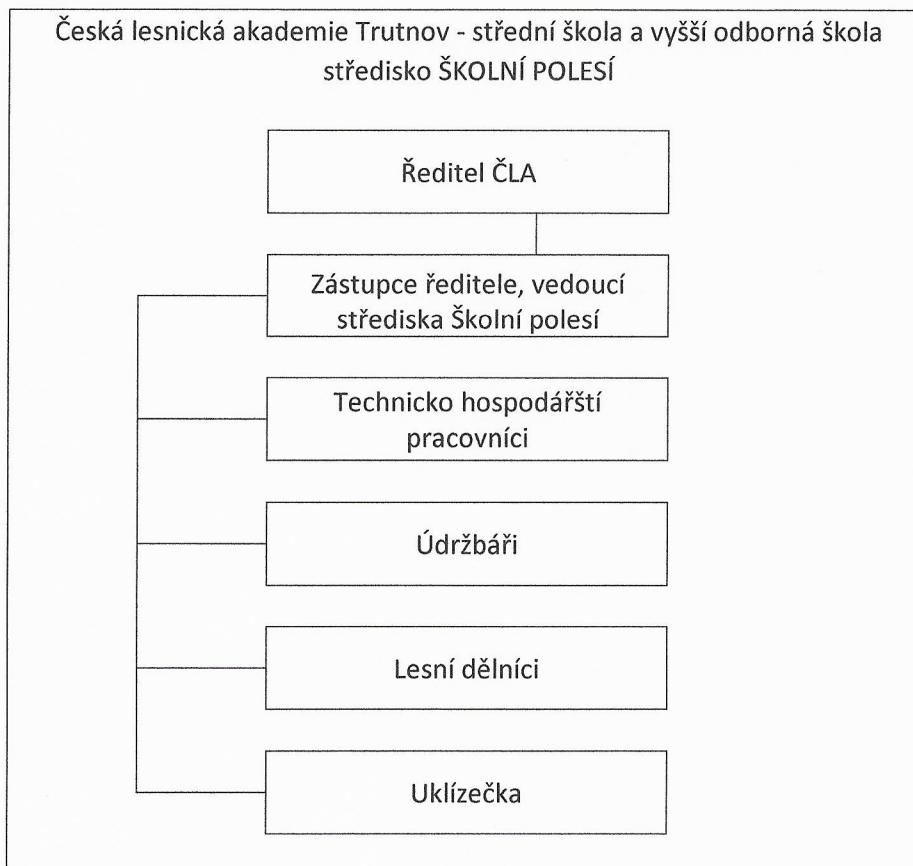 Česká lesnická akademie Trutnov - střední škola a vyšší odborná škola
středisko ŠKOLNÍ POLESÍ
Ředitel ČLA
Zástupce ředitele, vedoucí
střediska Školní polesí
Technicko hospodářští
pracovníci
Údržbáři
Lesní dělníci
Uklízečka